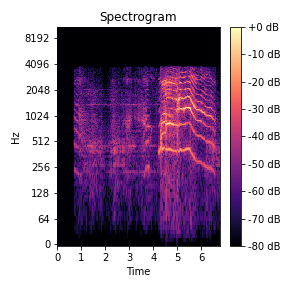 Spectrogram
8192
4096
2048
1024
512
256
128
64
0
Hz
0 1 2 3 4 5 6
Time
+0 dB
-10 dB
-20 dB
-30 dB
-40 dB
-50 dB
-60 dB
-70 dB
-80 dB